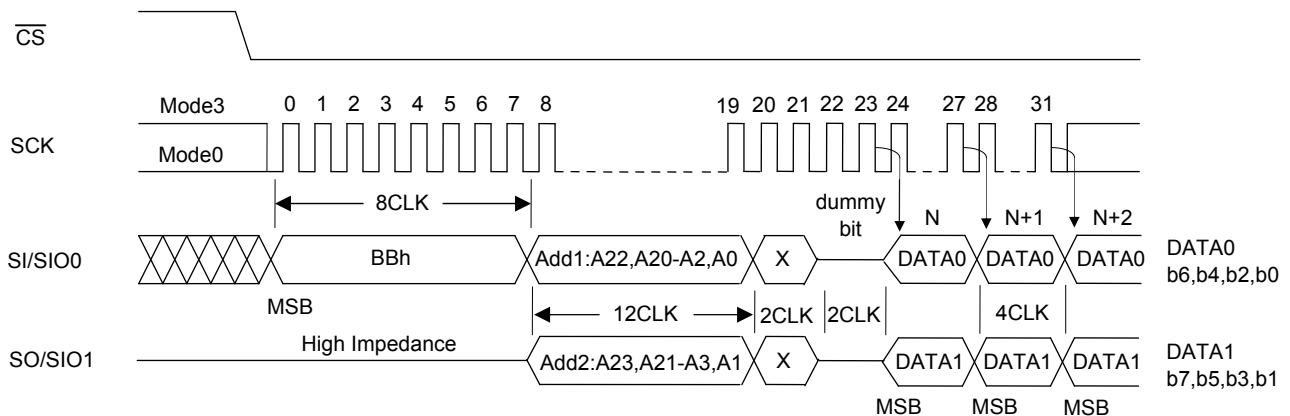 CS
Mode3 0 1 2 3 4 5 6 7 8 19 20 21 22 23 24 27 28 31
SCK
Mode0
8CLK
dummy
bit
N N+1 N+2
SI/SIO0 BBh Add1:A22,A20-A2,A0 X DATA0 DATA0 DATA0
DATA0
b6,b4,b2,b0
MSB
12CLK 2CLK 2CLK 4CLK
High Impedance
SO/SIO1 Add2:A23,A21-A3,A1 X DATA1 DATA1 DATA1
DATA1
b7,b5,b3,b1
MSB MSB MSB